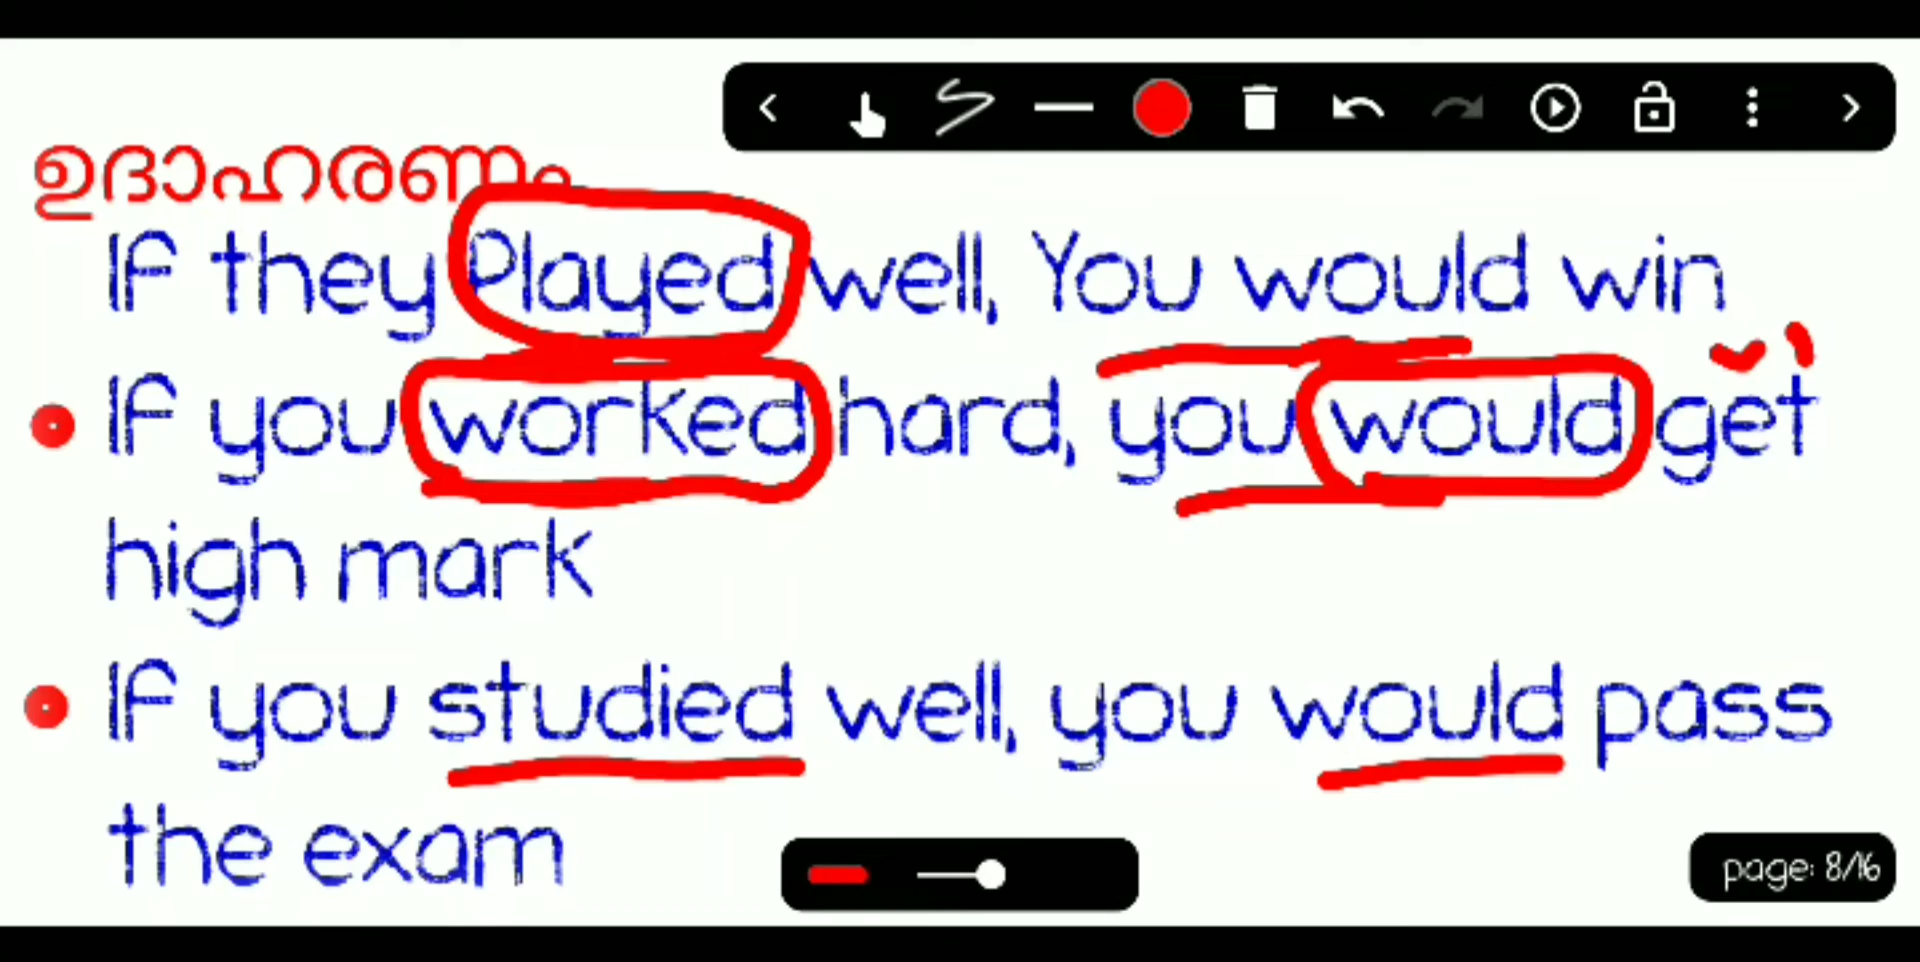 ഉദാഹരണം
If they Played well, You would win
If you worked hard, you would get
high mark
If you studied well, you would pass
the exam
page: 8/16